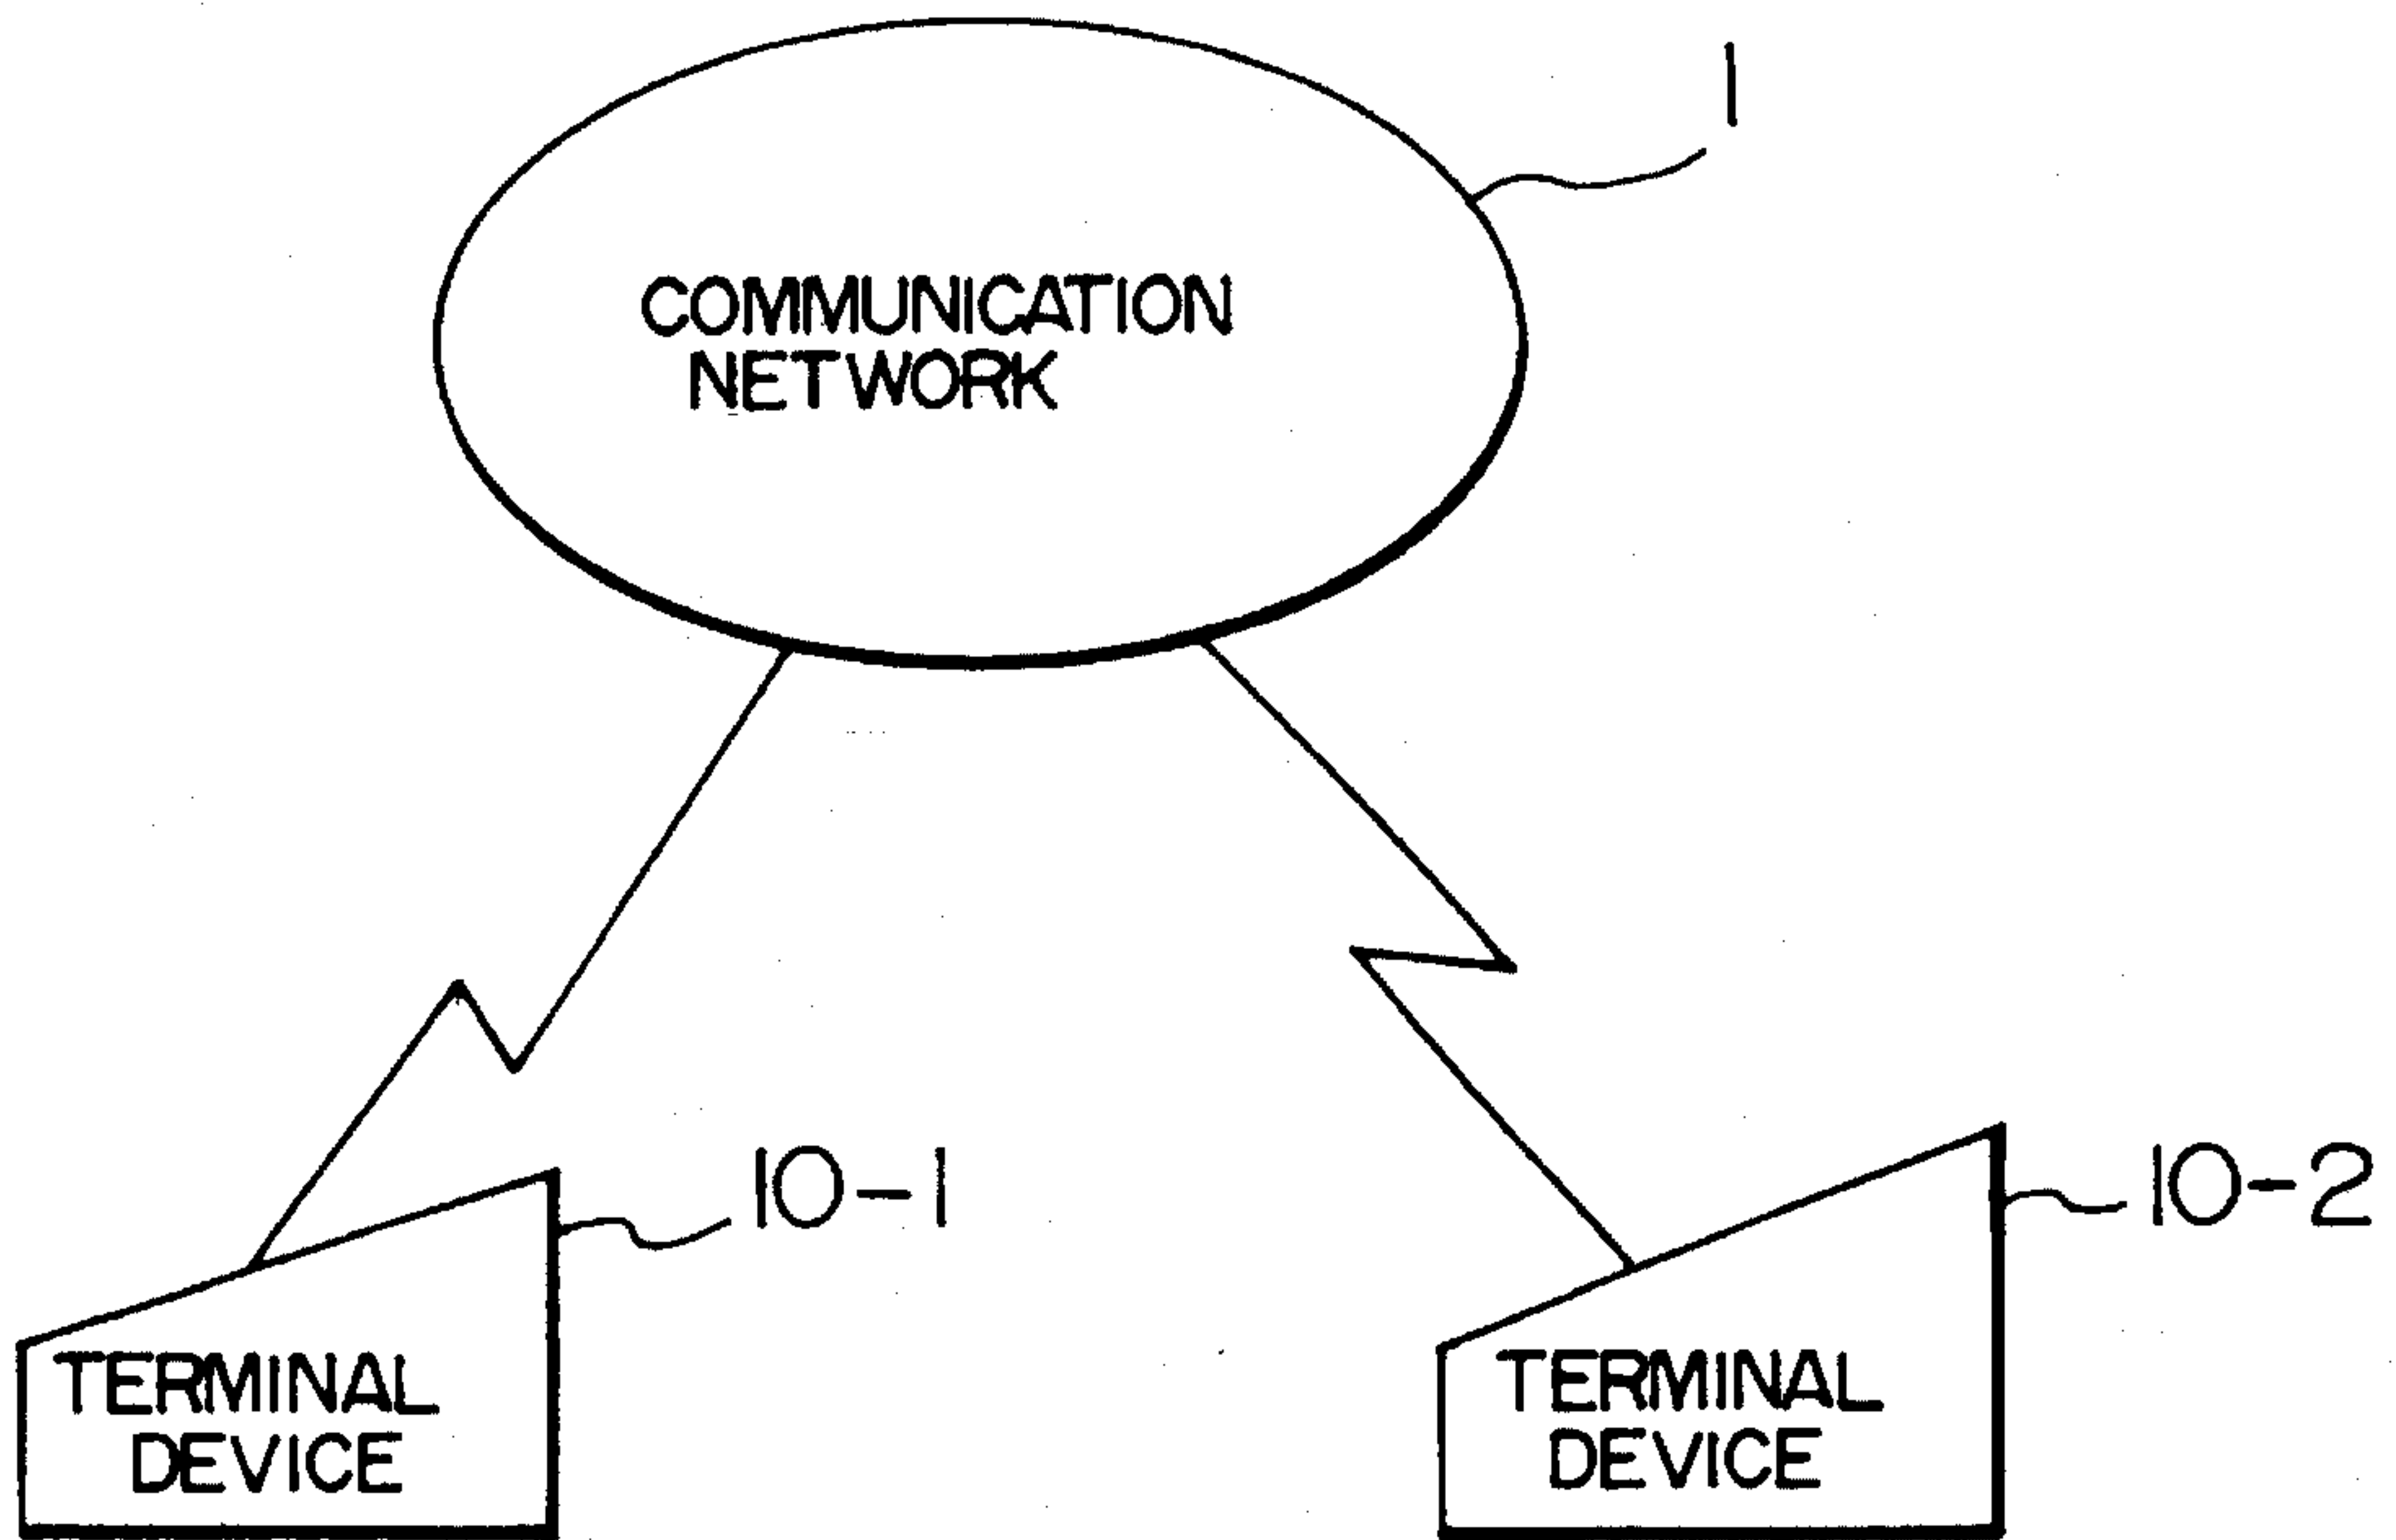 1
COMMUNICATION
NETWORK
10-1
10-2
TERMINAL
DEVICE
TERMINAL
DEVICE